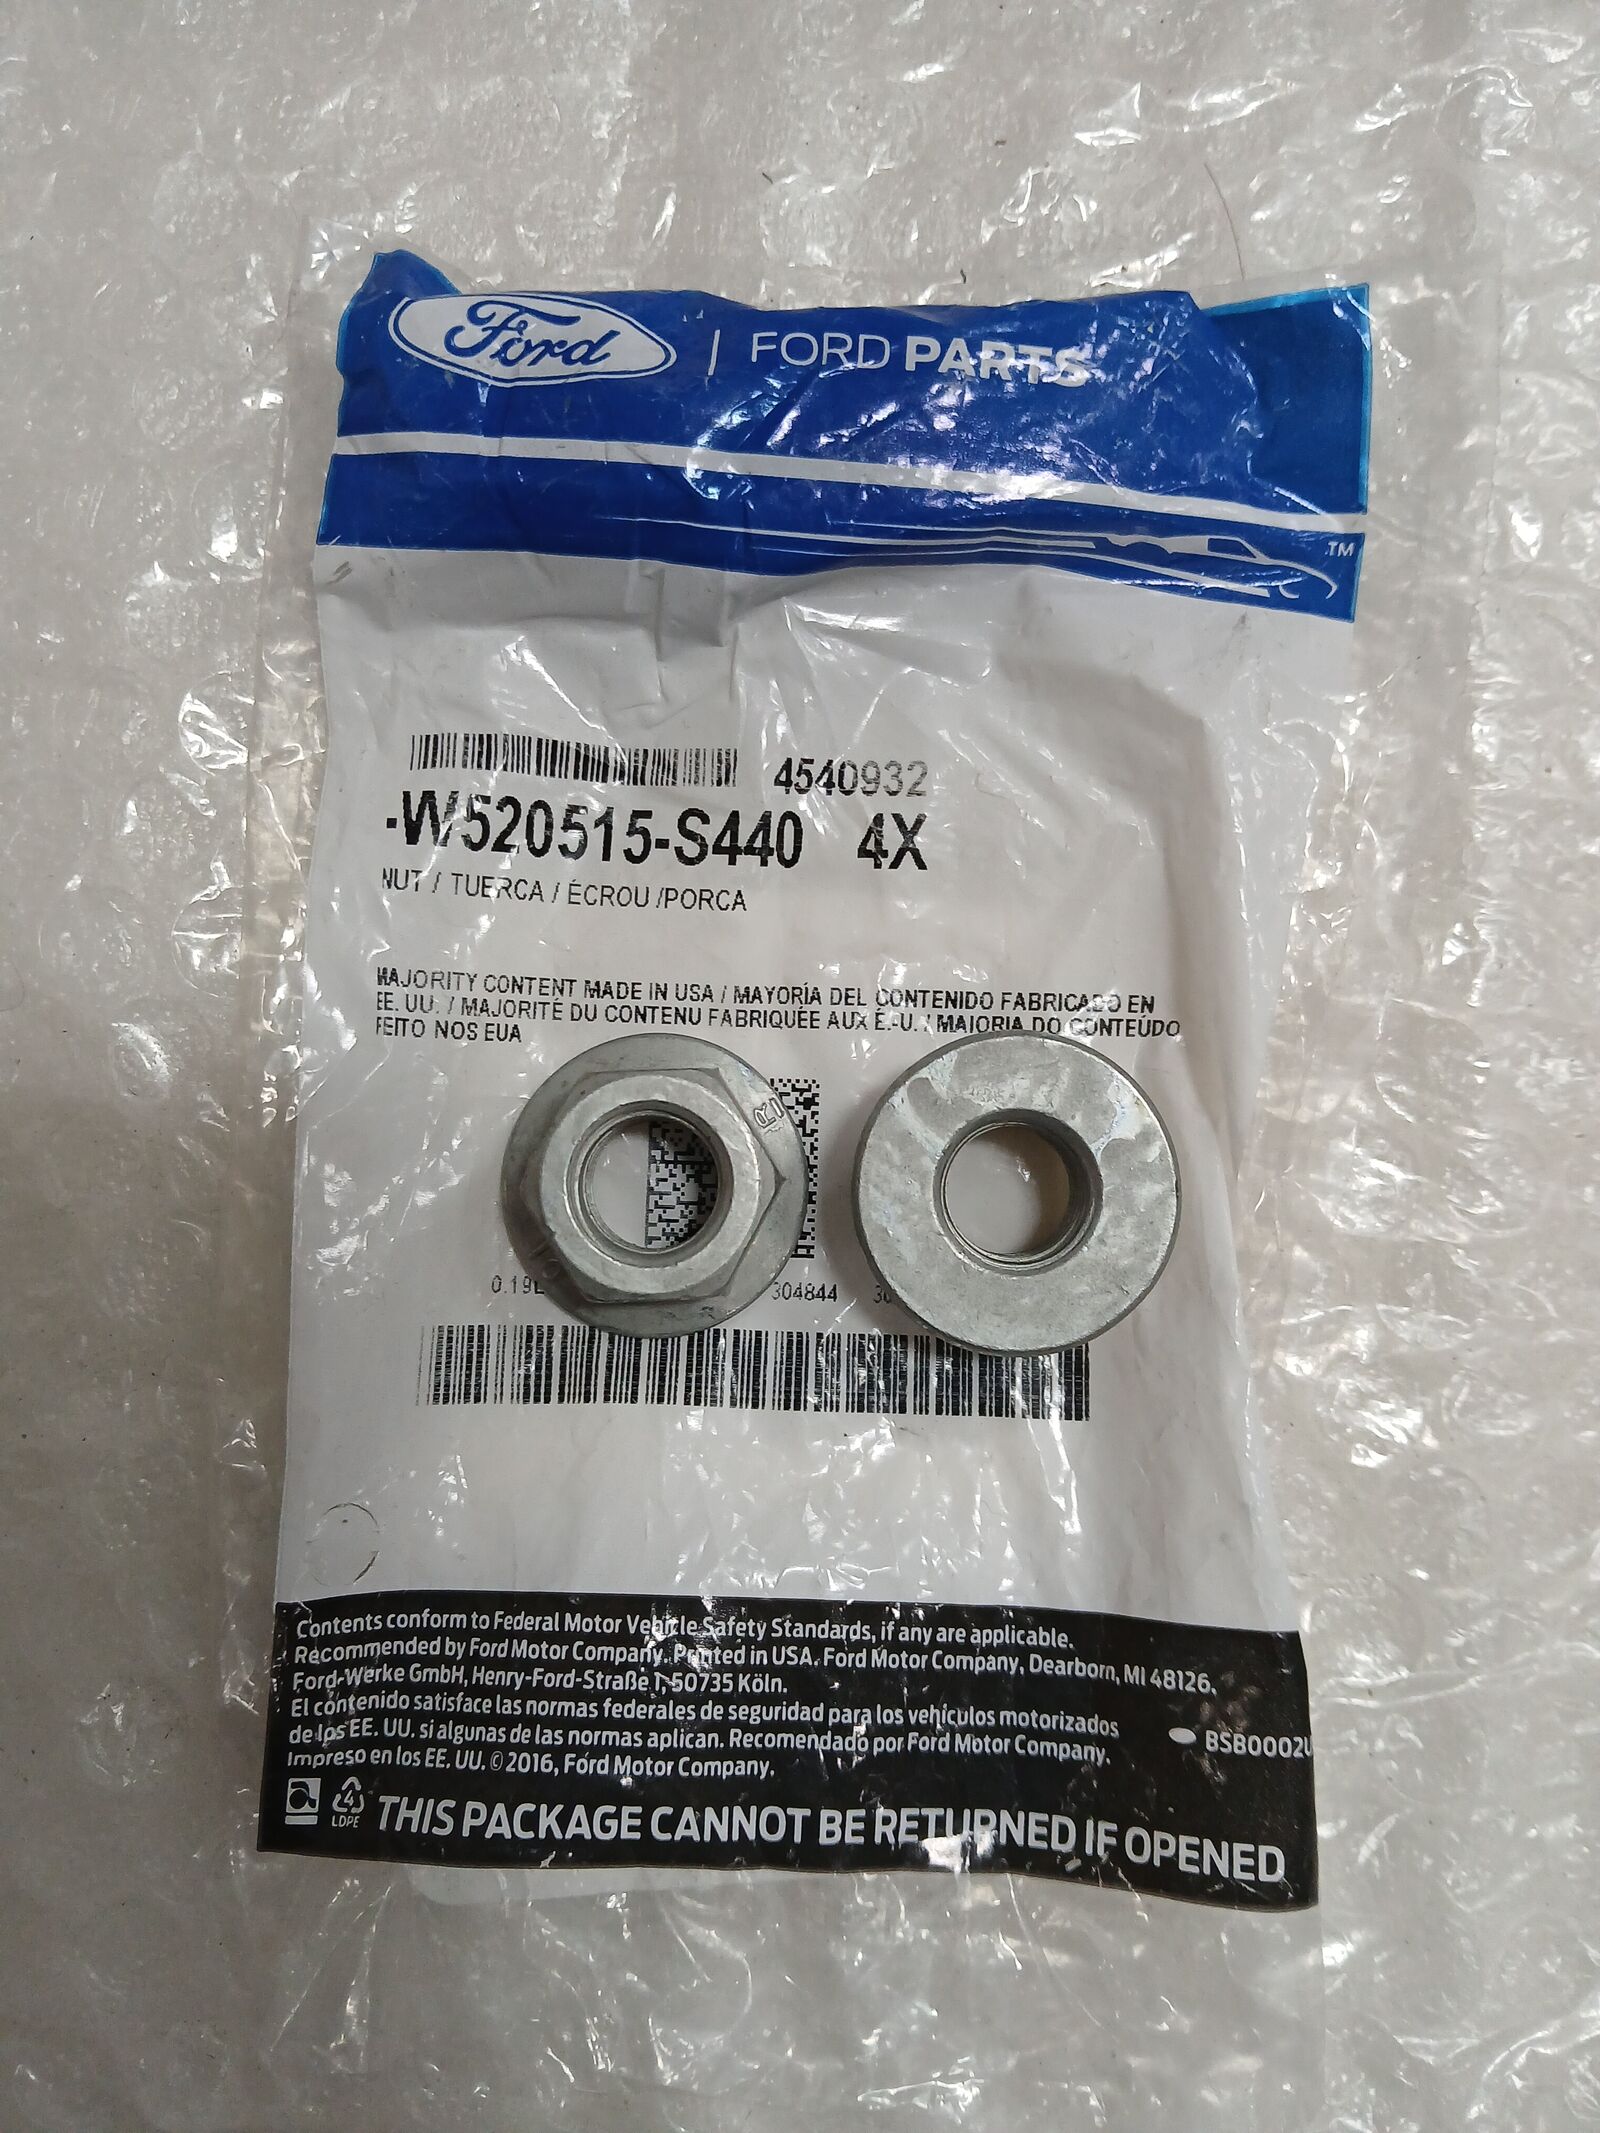 Ford | FORD PARTS
TM
4540932
-W520515-S440 4X
NUT / TUERCA / ÉCROU /PORCA
MAJORITY CONTENT MADE IN USA / MAYORÍA DEL CONTENIDO FABRICADO EN
EE. UU. / MAJORITÉ DU CONTENU FABRIQUÉE AUX É.-U. / MAIORIA DO CONTEÚDO
FEITO NOS EUA
304844
Contents conform to Federal Motor Vehicle Safety Standards, if any are applicable.
Recommended by Ford Motor Company. Printed in USA. Ford Motor Company, Dearborn, MI 48126.
Ford-Werke GmbH, Henry-Ford-Straße 1, 50735 Köln.
El contenido satisface las normas federales de seguridad para los vehículos motorizados
de los EE. UU. si algunas de las normas aplican. Recomendado por Ford Motor Company.
BSB0002U
Impreso en los EE. UU. © 2016, Ford Motor Company.
4
LDPE
THIS PACKAGE CANNOT BE RETURNED IF OPENED